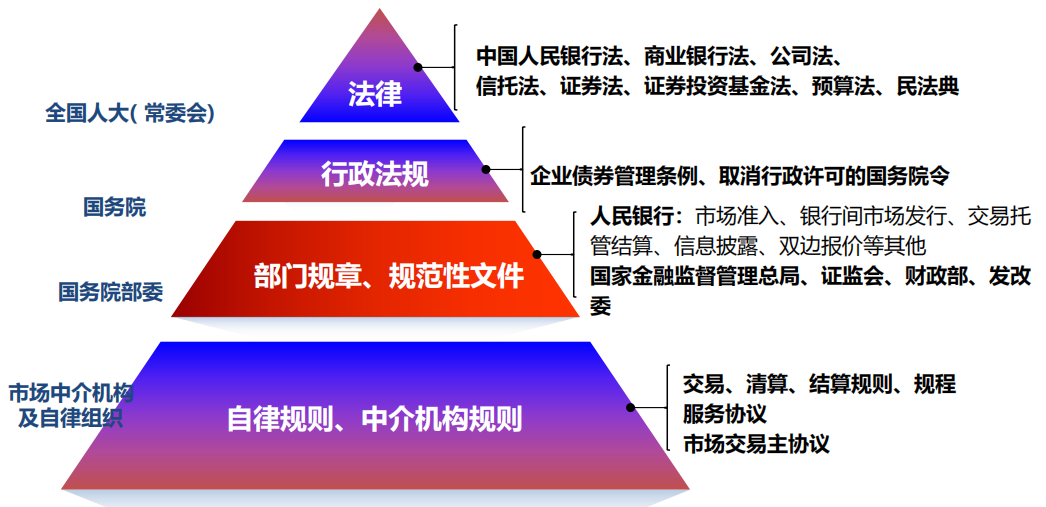 中国人民银行法、商业银行法、公司法、
信托法、证券法、证券投资基金法、预算法、民法典
法律
全国人大( 常委会)
行政法规
企业债券管理条例、取消行政许可的国务院令
国务院
人民银行：市场准入、银行间市场发行、交易托
管结算、信息披露、双边报价等其他
国家金融监督管理总局、证监会、财政部、发改
委
部门规章、规范性文件
国务院部委
市场中介机构
及自律组织
自律规则、中介机构规则
交易、清算、结算规则、规程
服务协议
市场交易主协议